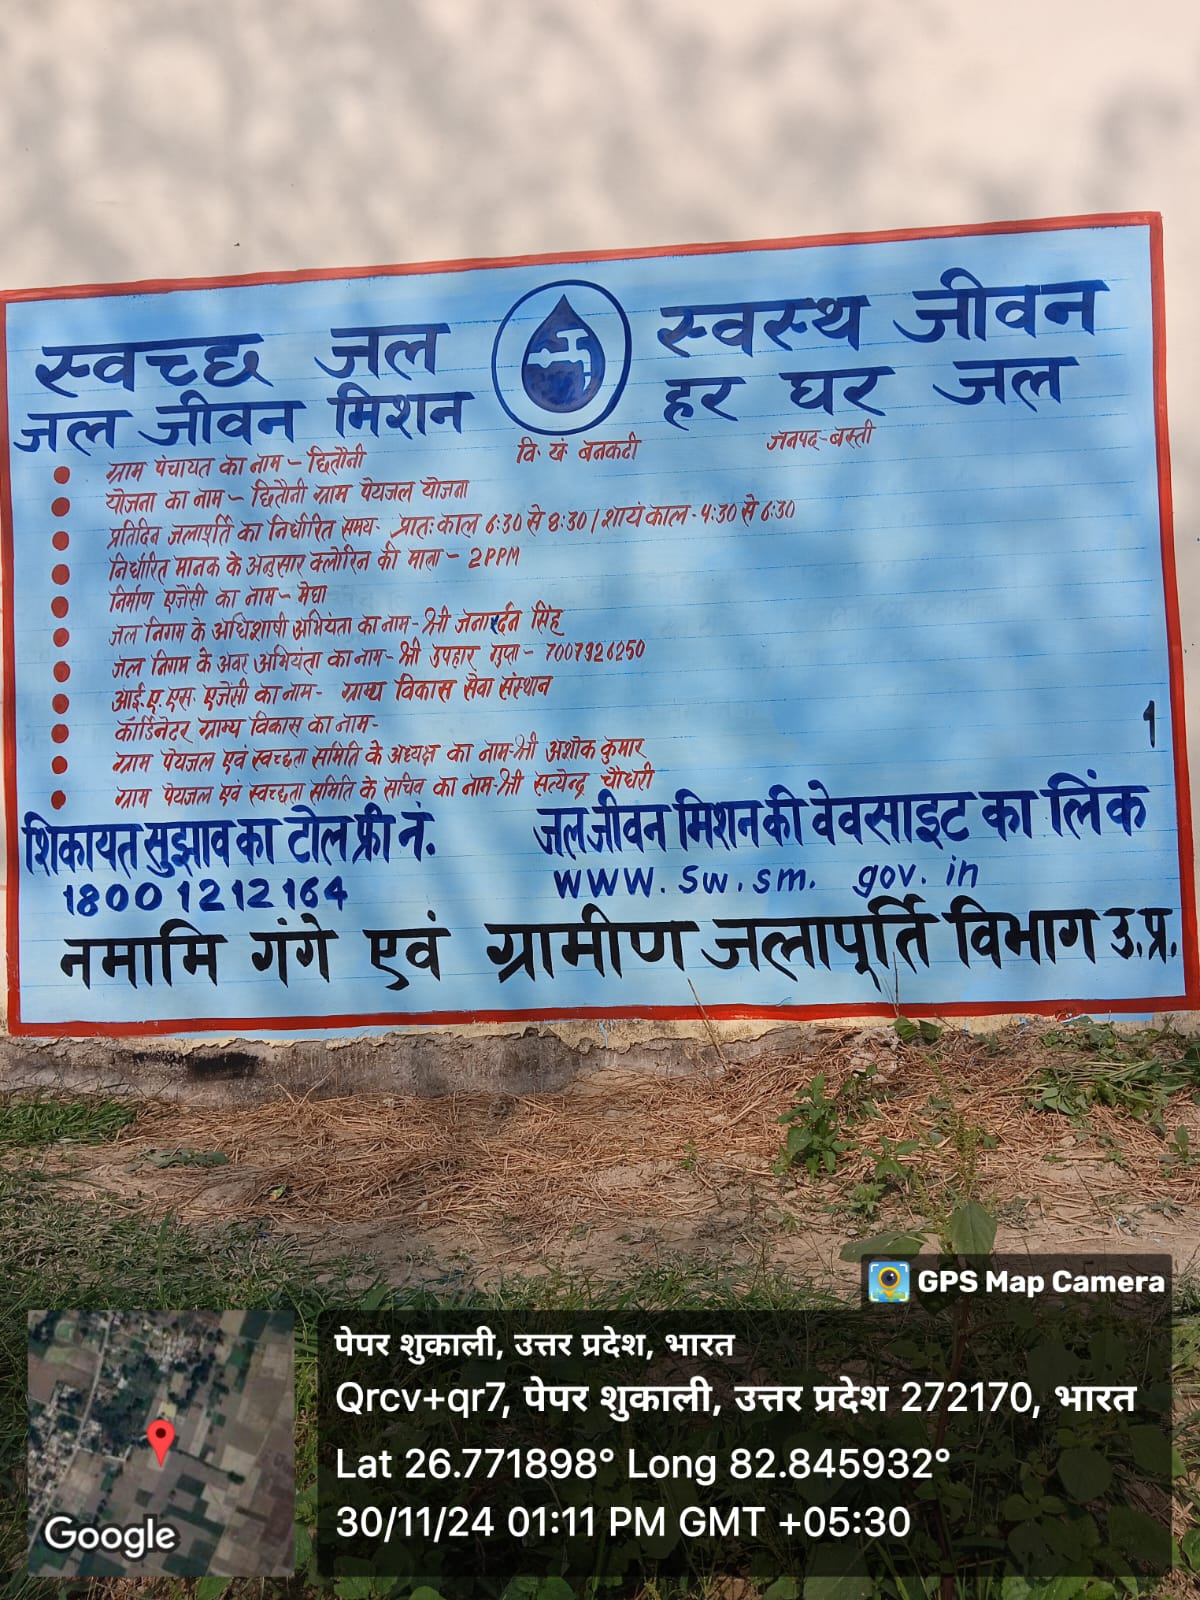 स्वच्छ जल स्वस्थ जीवन
जल जीवन मिशन हर घर जल
ग्राम पंचायत का नाम - छितौनी वि. खं. बनकटी जनपद - बस्ती
योजना का नाम - छितौनी ग्राम पेयजल योजना
प्रतिदिन जलापूर्ति का निर्धारित समय- प्रातः काल 6:30 से 8:30 / शायं काल - 4:30 से 6:30
निर्धारित मानक के अनुसार क्लोरिन की मात्रा - 2 PPM
निर्माण एजेंसी का नाम - मेघा
जल निगम के अधिशाषी अभियंता का नाम - श्री जनार्दन सिंह
जल निगम के अवर अभियंता का नाम - श्री उपहार गुप्ता - 7007926250
आई. ए. एस. एजेंसी का नाम - ग्राम्य विकास सेवा संस्थान
कॉर्डिनेटर ग्राम्य विकास का नाम -
ग्राम पेयजल एवं स्वच्छता समिति के अध्यक्ष का नाम - श्री अशोक कुमार
ग्राम पेयजल एवं स्वच्छता समिति के सचिव का नाम - श्री सत्येन्द्र चौधरी
1
शिकायत सुझाव का टोल फ्री नं. जल जीवन मिशन की वेवसाइट का लिंक
1800 1212164 www.sw.sm. gov. in
नमामि गंगे एवं ग्रामीण जलापूर्ति विभाग उ.प्र.
GPS Map Camera
पेपर शुकाली, उत्तर प्रदेश, भारत
Qrcv+qr7, पेपर शुकाली, उत्तर प्रदेश 272170, भारत
Lat 26.771898° Long 82.845932°
30/11/24 01:11 PM GMT +05:30
Google